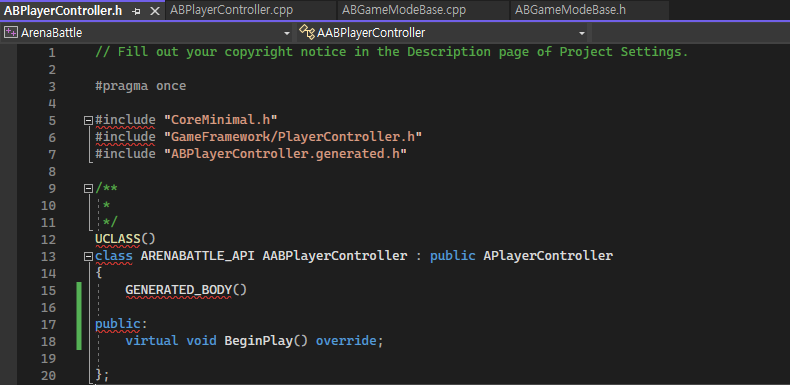 ABPlayerController.h ABPlayerController.cpp ABGameModeBase.cpp ABGameModeBase.h
ArenaBattle AABPlayerController
1 // Fill out your copyright notice in the Description page of Project Settings.
2
3 #pragma once
4
5 #include "CoreMinimal.h"
6 #include "GameFramework/PlayerController.h"
7 #include "ABPlayerController.generated.h"
8
9 /**
10 *
11 */
12 UCLASS()
13 class ARENABATTLE_API AABPlayerController : public APlayerController
14 {
15 GENERATED_BODY()
16
17 public:
18 virtual void BeginPlay() override;
19
20 };